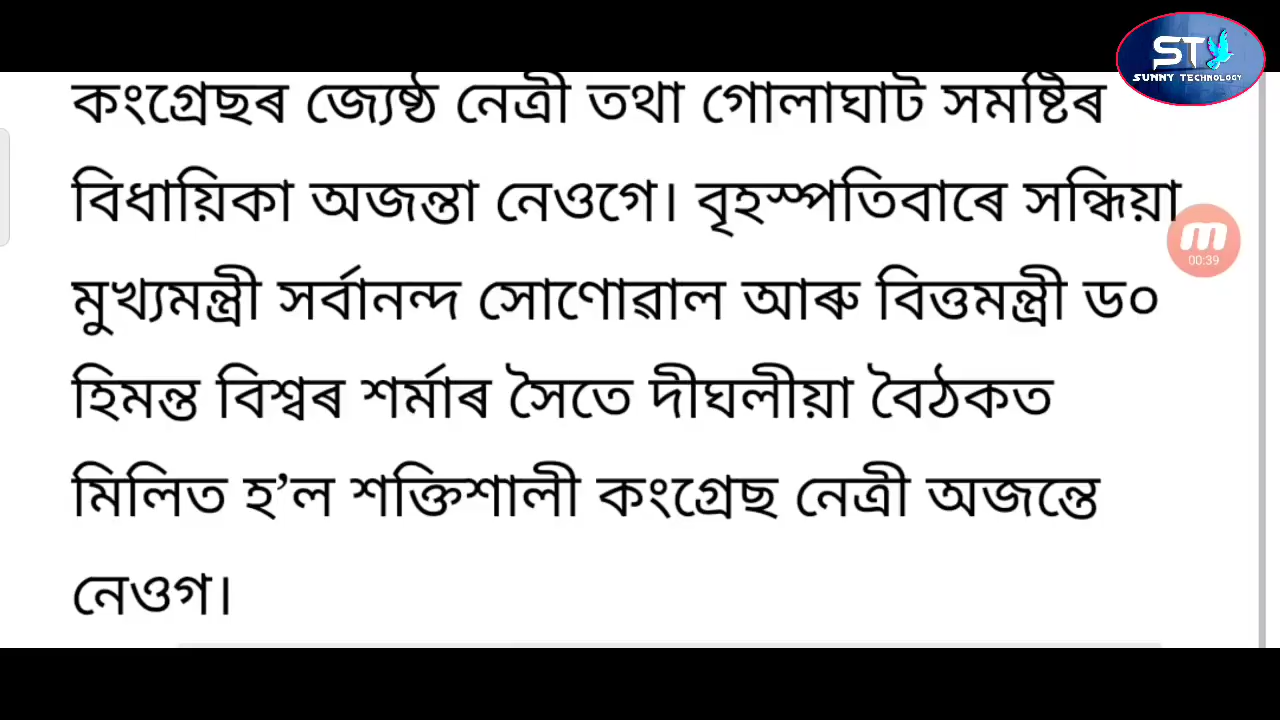 কংগ্ৰেছৰ জ্যেষ্ঠ নেত্ৰী তথা গোলাঘাট সমষ্টিৰ
বিধায়িকা অজন্তা নেওগে। বৃহস্পতিবাৰে সন্ধিয়া
মুখ্যমন্ত্ৰী সৰ্বানন্দ সোণোৱাল আৰু বিত্তমন্ত্ৰী ড০
হিমন্ত বিশ্বৰ শৰ্মাৰ সৈতে দীঘলীয়া বৈঠকত
মিলিত হ’ল শক্তিশালী কংগ্ৰেছ নেত্ৰী অজন্তে
নেওগ।
ST
SUNNY TECHNOLOGY
00:39